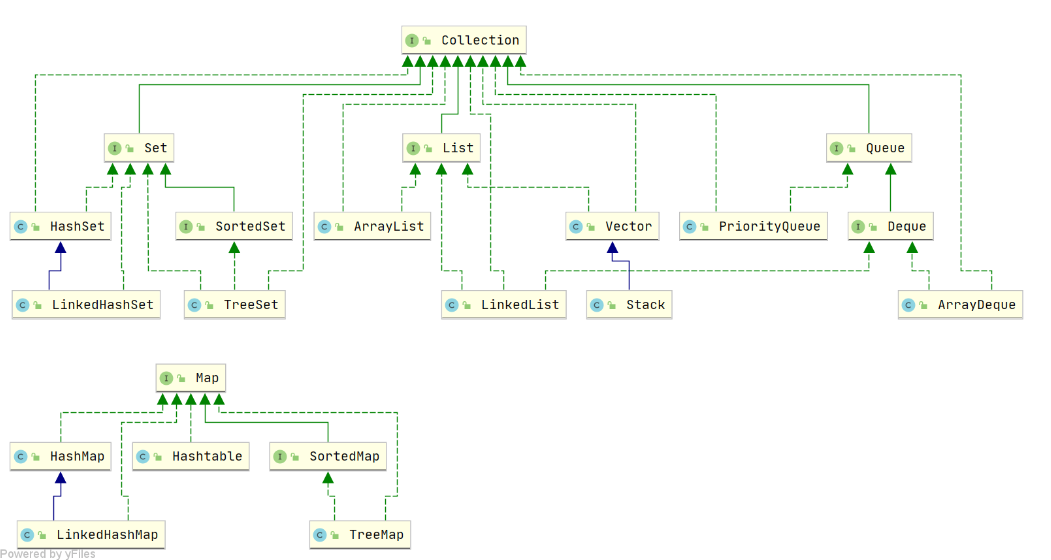 I Collection
I Set
I List
I Queue
C HashSet
I SortedSet
C ArrayList
C Vector
C PriorityQueue
I Deque
C LinkedHashSet
C TreeSet
C LinkedList
C Stack
C ArrayDeque
I Map
C HashMap
C Hashtable
I SortedMap
C LinkedHashMap
C TreeMap
Powered by yFiles